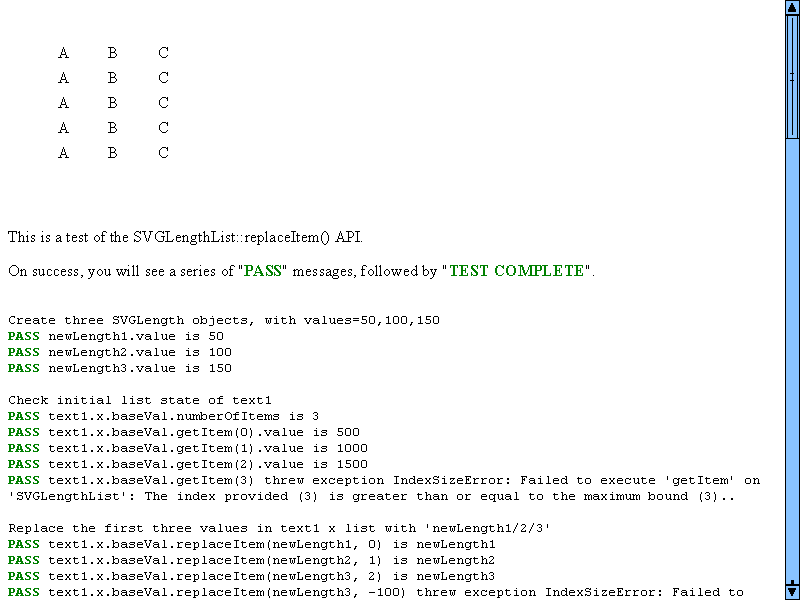 A B C
A B C
A B C
A B C
A B C
This is a test of the SVGLengthList::replaceItem() API.
On success, you will see a series of "PASS" messages, followed by "TEST COMPLETE".
Create three SVGLength objects, with values=50,100,150
PASS newLength1.value is 50
PASS newLength2.value is 100
PASS newLength3.value is 150
Check initial list state of text1
PASS text1.x.baseVal.numberOfItems is 3
PASS text1.x.baseVal.getItem(0).value is 500
PASS text1.x.baseVal.getItem(1).value is 1000
PASS text1.x.baseVal.getItem(2).value is 1500
PASS text1.x.baseVal.getItem(3) threw exception IndexSizeError: Failed to execute 'getItem' on
'SVGLengthList': The index provided (3) is greater than or equal to the maximum bound (3)..
Replace the first three values in text1 x list with 'newLength1/2/3'
PASS text1.x.baseVal.replaceItem(newLength1, 0) is newLength1
PASS text1.x.baseVal.replaceItem(newLength2, 1) is newLength2
PASS text1.x.baseVal.replaceItem(newLength3, 2) is newLength3
PASS text1.x.baseVal.replaceItem(newLength3, -100) threw exception IndexSizeError: Failed to